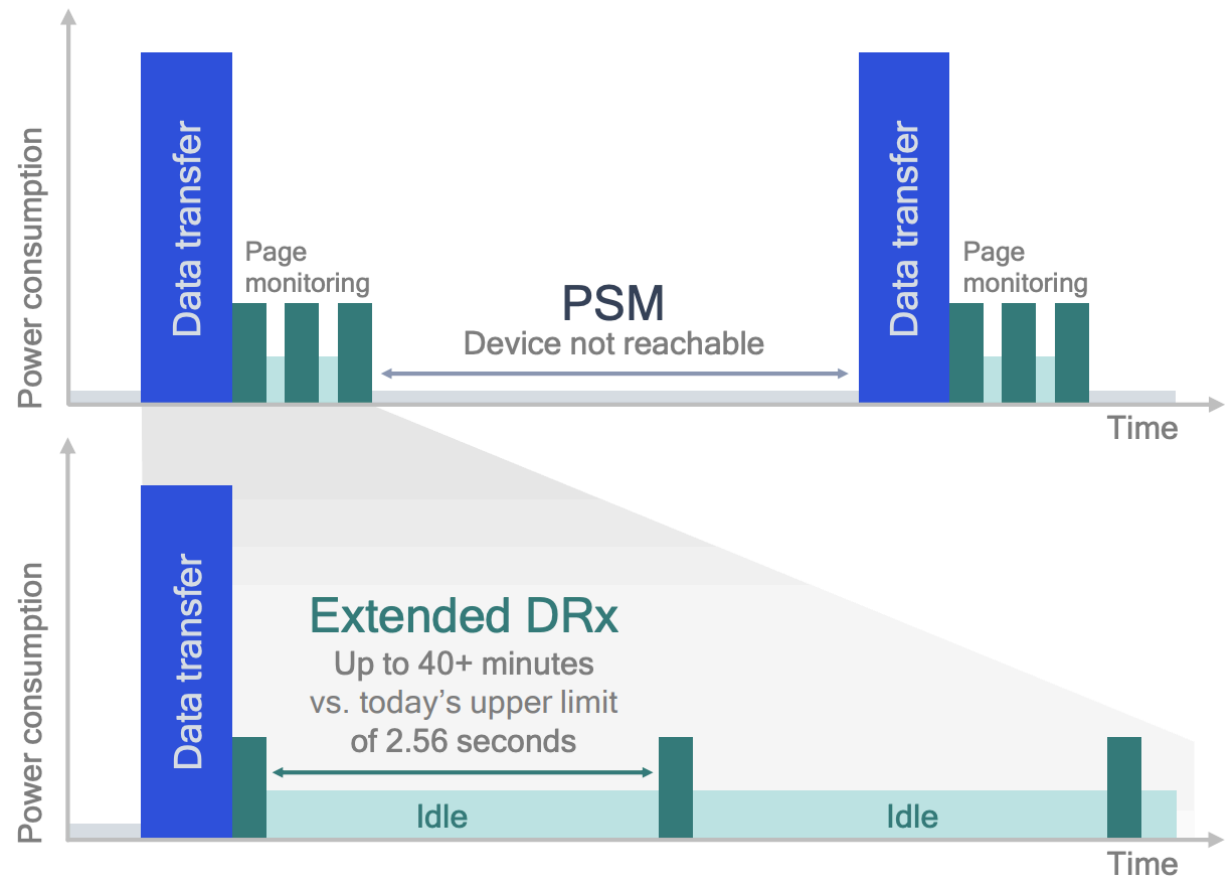 Power consumption
Data transfer
Page
monitoring
PSM
Device not reachable
Data transfer
Page
monitoring
Time
Power consumption
Data transfer
Extended DRx
Up to 40+ minutes
vs. today’s upper limit
of 2.56 seconds
Idle
Idle
Time